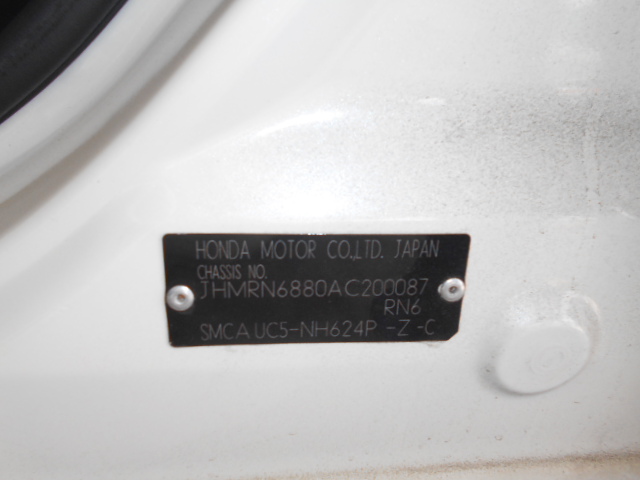 HONDA MOTOR CO.,LTD. JAPAN
CHASSIS NO.
JHMRN6880AC200087
RN6
SMCA UC5-NH624P -Z -C